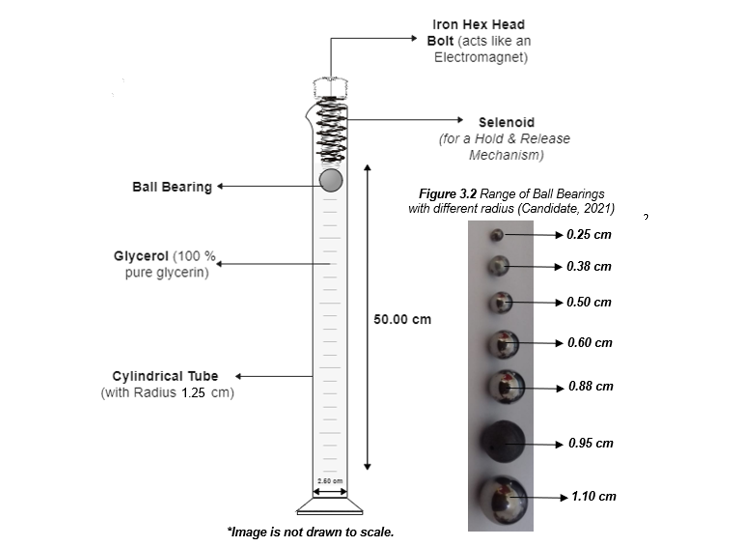 Iron Hex Head
Bolt (acts like an
Electromagnet)
Selenoid
(for a Hold & Release
Mechanism)
Ball Bearing
Figure 3.2 Range of Ball Bearings
with different radius (Candidate, 2021)
?
0.25 cm
Glycerol (100 %
pure glycerin)
0.38 cm
0.50 cm
50.00 cm
0.60 cm
Cylindrical Tube
(with Radius 1.25 cm)
0.88 cm
0.95 cm
2.50 cm
1.10 cm
*Image is not drawn to scale.